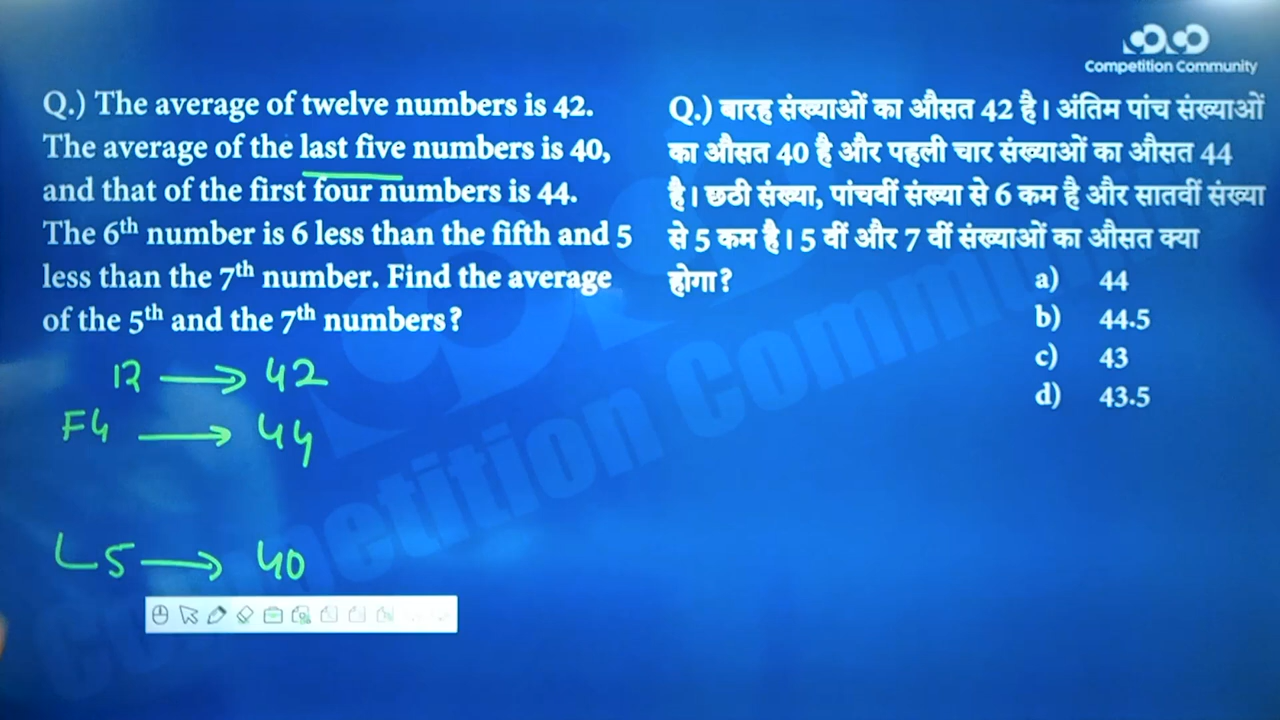 Competition Community
Q.) The average of twelve numbers is 42.
The average of the last five numbers is 40,
and that of the first four numbers is 44.
The 6th number is 6 less than the fifth and 5
less than the 7th number. Find the average
of the 5th and the 7th numbers?
Q.) बारह संख्याओं का औसत 42 है। अंतिम पांच संख्याओं
का औसत 40 है और पहली चार संख्याओं का औसत 44
है। छठी संख्या, पांचवीं संख्या से 6 कम है और सातवीं संख्या
से 5 कम है। 5 वीं और 7 वीं संख्याओं का औसत क्या
होगा?
a) 44
b) 44.5
c) 43
d) 43.5
12 → 42
F4 → 44
L5 → 40
Competition Community